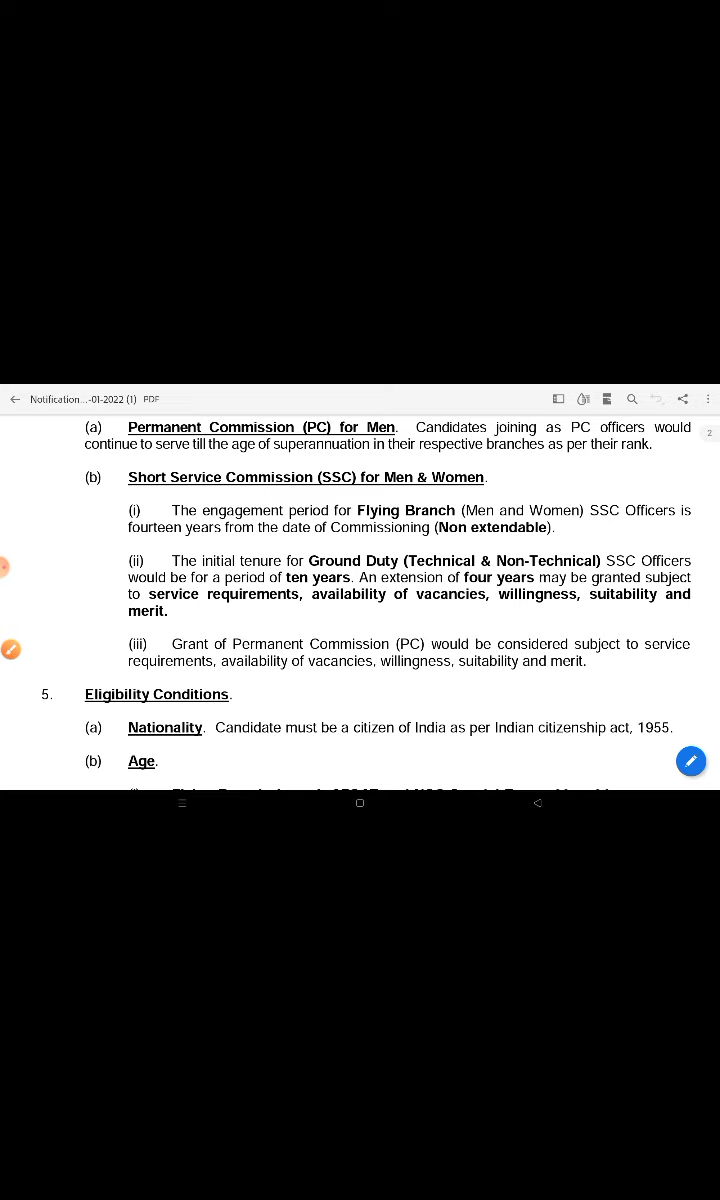 Notification...-01-2022 (1) PDF
(a) Permanent Commission (PC) for Men. Candidates joining as PC officers would
2
continue to serve till the age of superannuation in their respective branches as per their rank.
(b) Short Service Commission (SSC) for Men & Women.
(i) The engagement period for Flying Branch (Men and Women) SSC Officers is
fourteen years from the date of Commissioning (Non extendable).
(ii) The initial tenure for Ground Duty (Technical & Non-Technical) SSC Officers
would be for a period of ten years. An extension of four years may be granted subject
to service requirements, availability of vacancies, willingness, suitability and
merit.
(iii) Grant of Permanent Commission (PC) would be considered subject to service
requirements, availability of vacancies, willingness, suitability and merit.
5. Eligibility Conditions.
(a) Nationality. Candidate must be a citizen of India as per Indian citizenship act, 1955.
(b) Age.